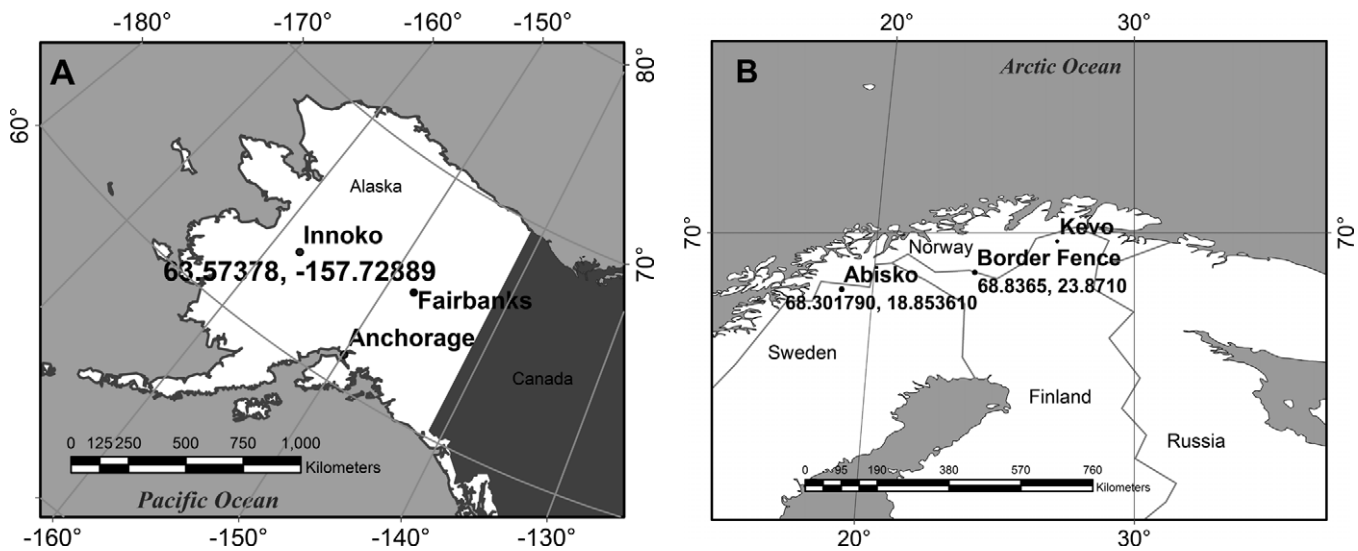 -180° -170° -160° -150°
A
80°
60°
Alaska
Innoko
63.57378, -157.72889
70°
Fairbanks
Anchorage
Canada
0 125 250 500 750 1,000
Kilometers
Pacific Ocean
-160° -150° -140° -130°
20° 30°
B
Arctic Ocean
70° 70°
Kevo
Norway
Border Fence
68.8365, 23.8710
Abisko
68.301790, 18.853610
Sweden
Finland
Russia
0 95 190 380 570 760
Kilometers
20° 30°